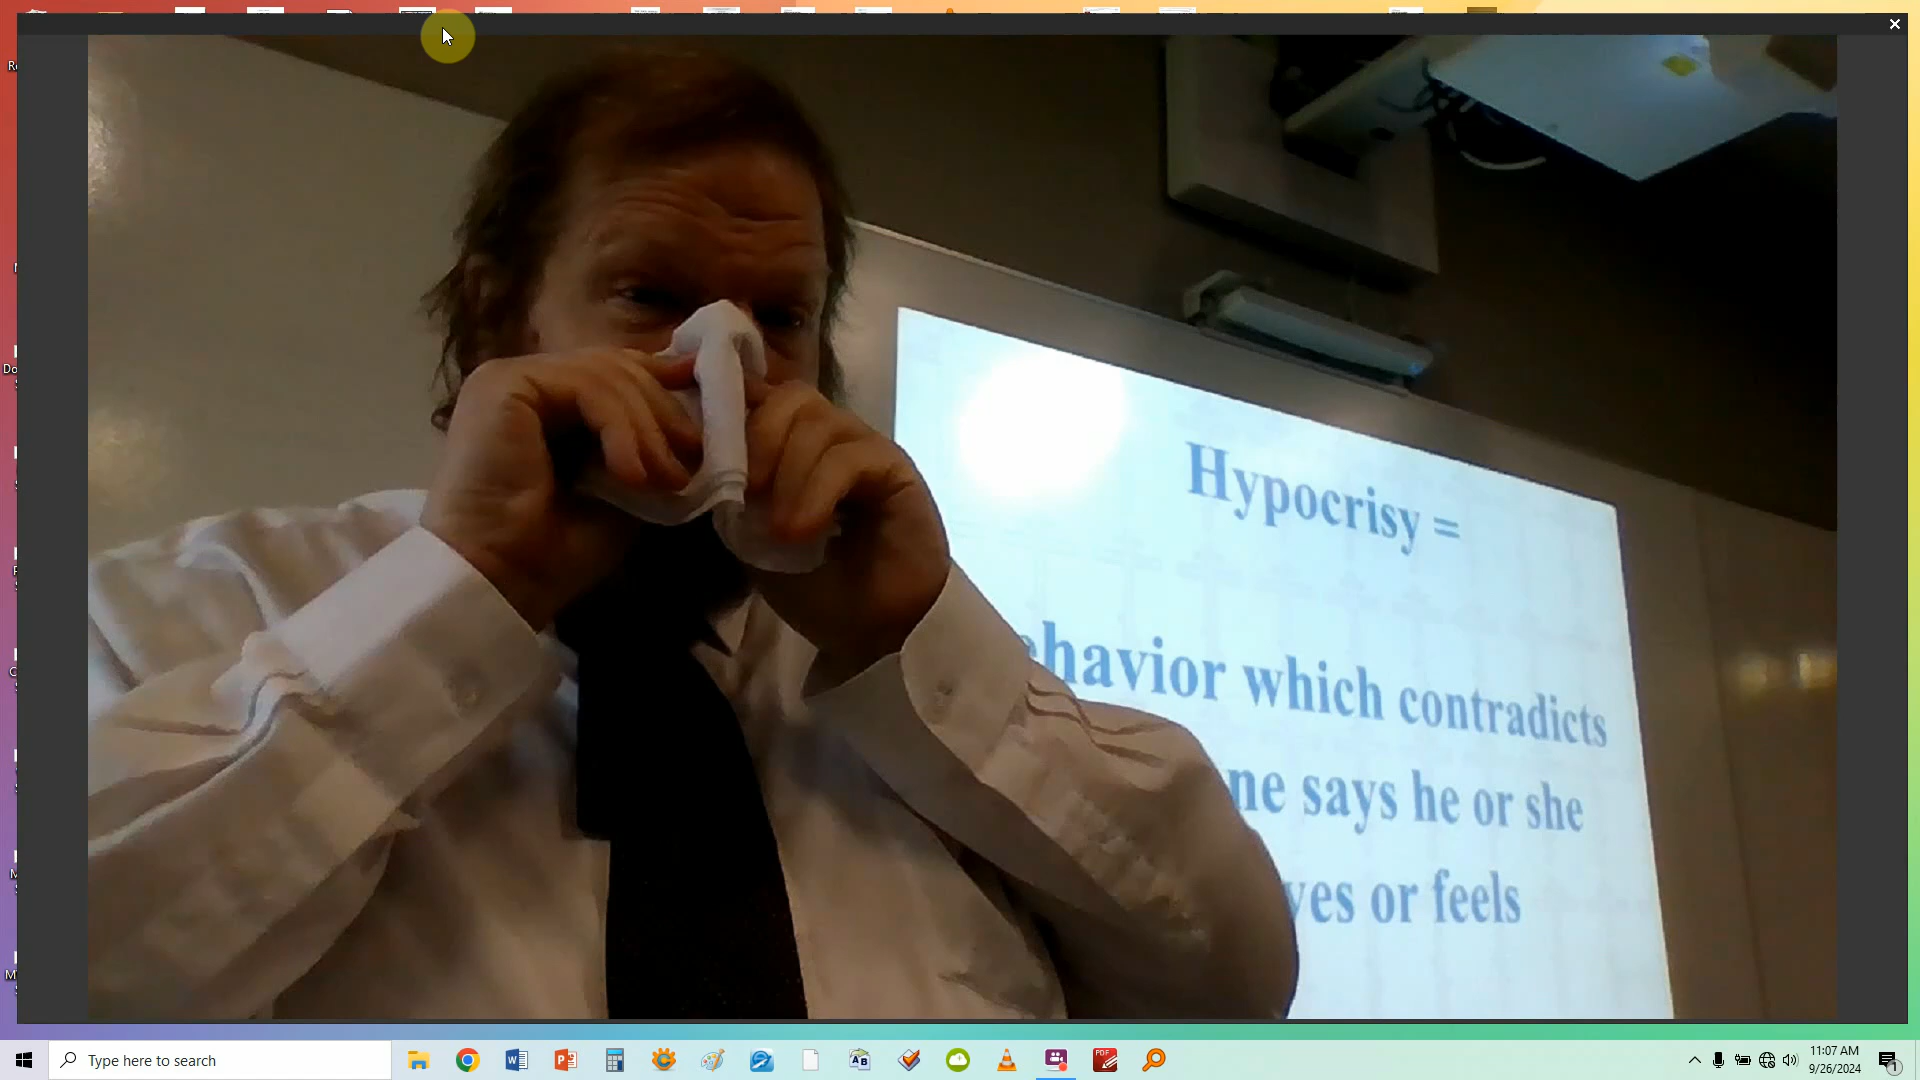 Hypocrisy =
havior which contradicts
ne says he or she
ves or feels
Type here to search
11:07 AM
9/26/2024